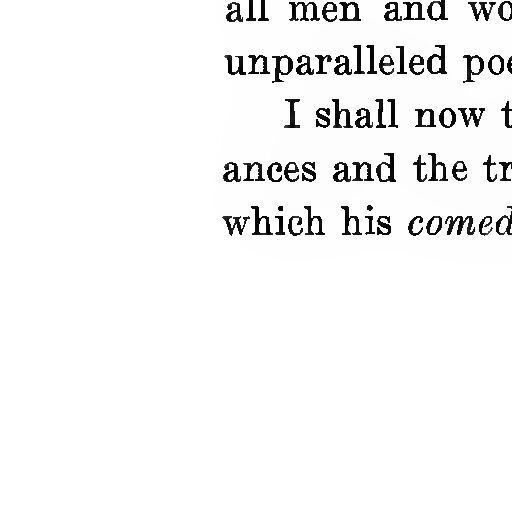 all men and wo
unparalleled poe
I shall now t
ances and the tr
which his comed